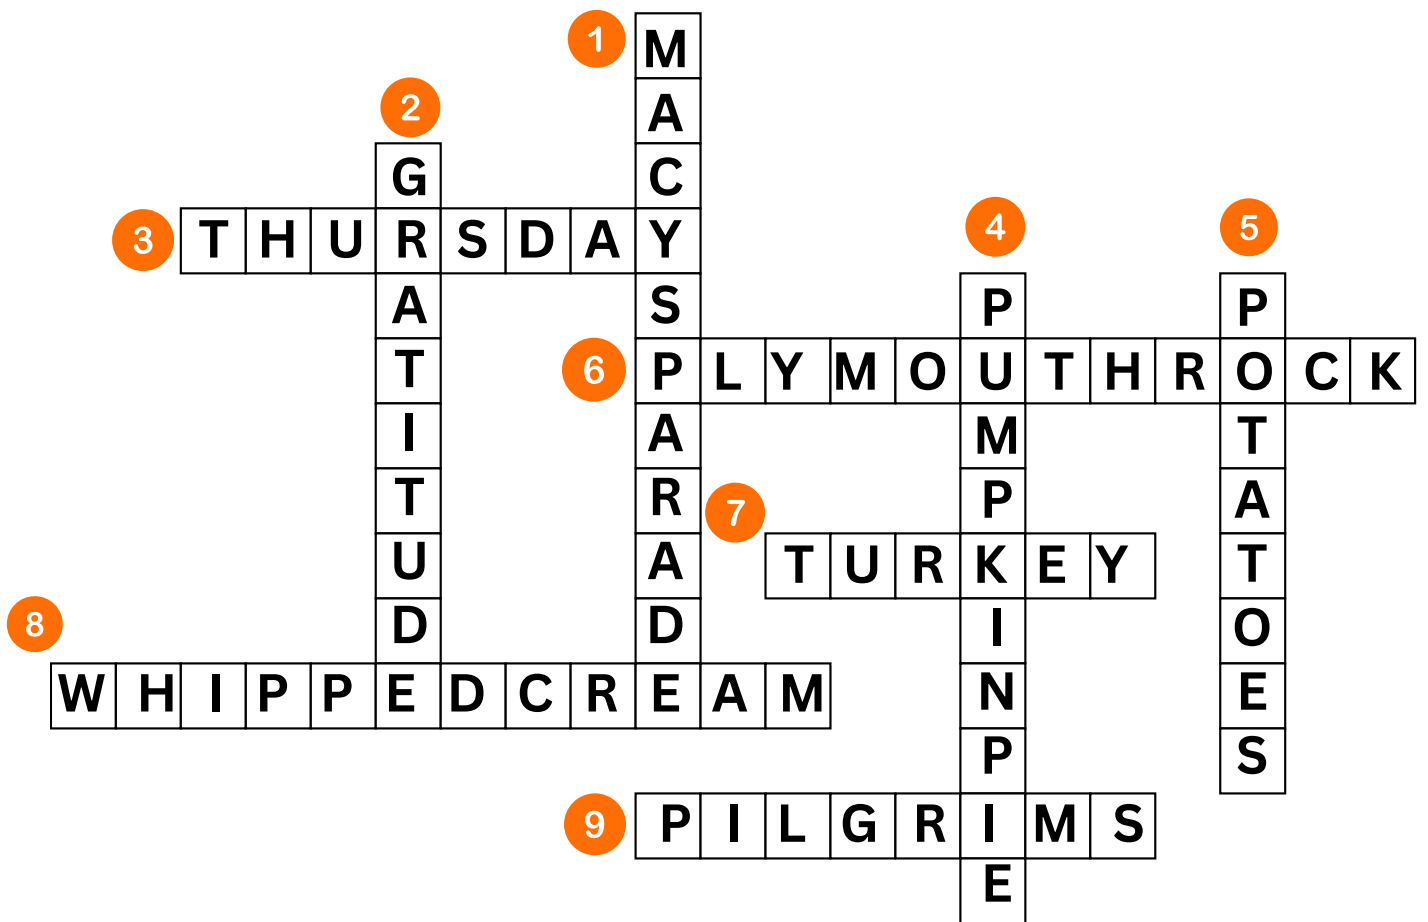 1 MACYSPARADE
2 GRATITUDE
3 THURSDAY
4 PUMPKINPIE
5 POTATOES
6 PLYMOUTHROCK
7 TURKEY
8 WHIPPEDCREAM
9 PILGRIMS